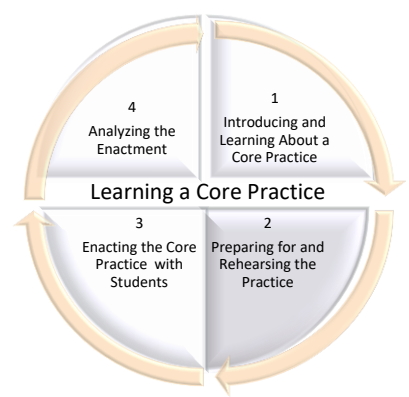 4
Analyzing the
Enactment
1
Introducing and
Learning About a
Core Practice
Learning a Core Practice
3
Enacting the Core
Practice with
Students
2
Preparing for and
Rehearsing the
Practice